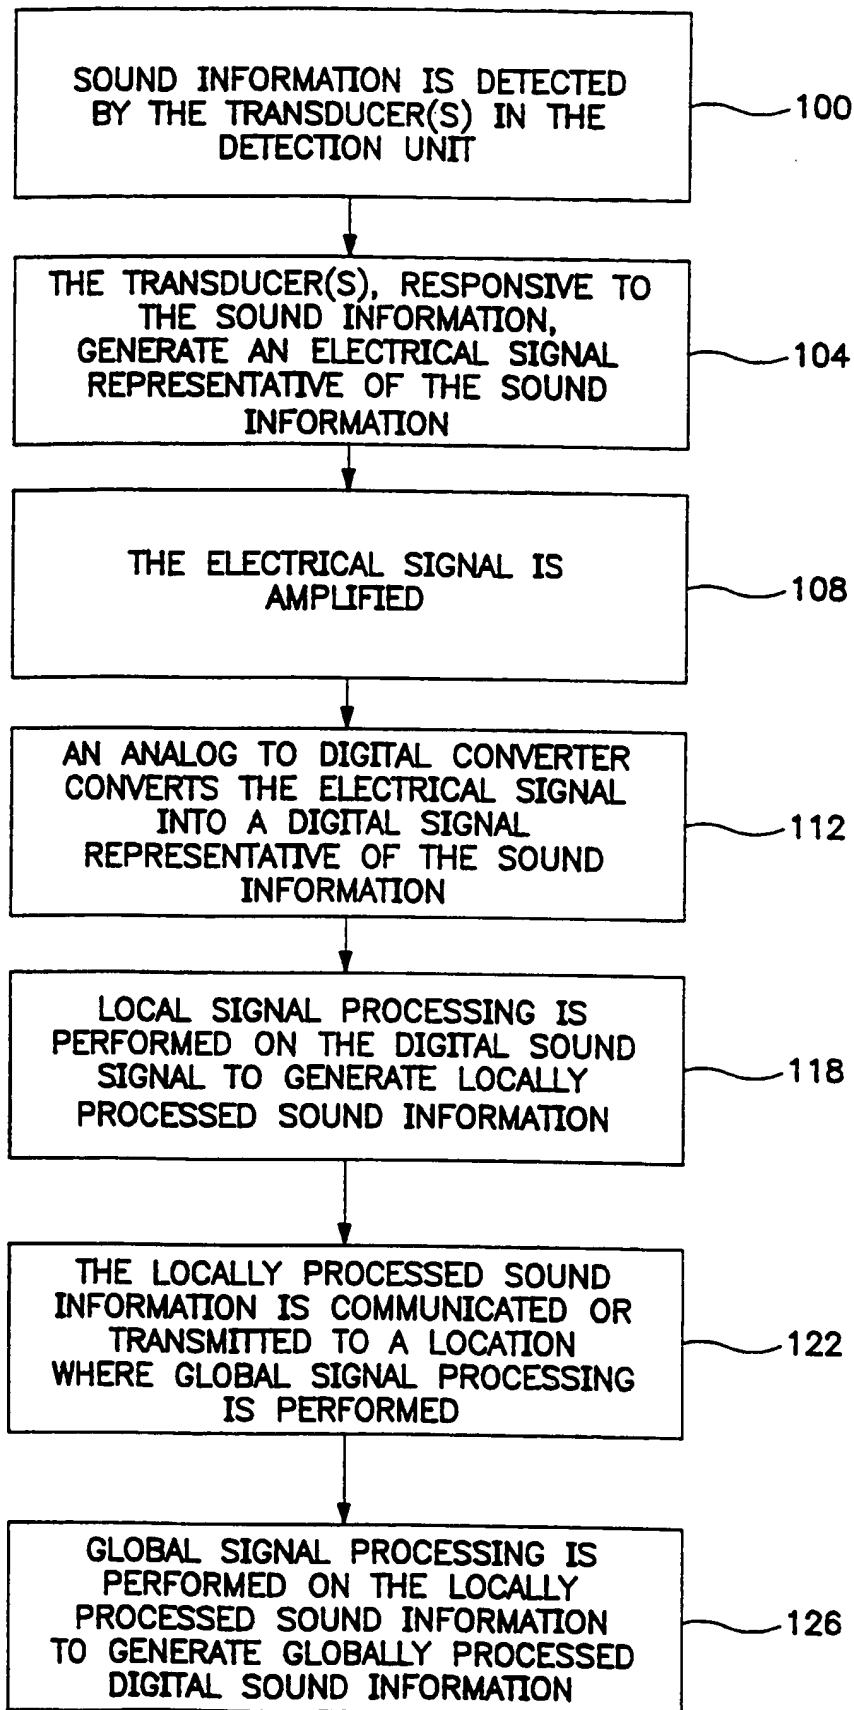 SOUND INFORMATION IS DETECTED
BY THE TRANSDUCER(S) IN THE
DETECTION UNIT
100
THE TRANSDUCER(S), RESPONSIVE TO
THE SOUND INFORMATION,
GENERATE AN ELECTRICAL SIGNAL
REPRESENTATIVE OF THE SOUND
INFORMATION
104
THE ELECTRICAL SIGNAL IS
AMPLIFIED
108
AN ANALOG TO DIGITAL CONVERTER
CONVERTS THE ELECTRICAL SIGNAL
INTO A DIGITAL SIGNAL
REPRESENTATIVE OF THE SOUND
INFORMATION
112
LOCAL SIGNAL PROCESSING IS
PERFORMED ON THE DIGITAL SOUND
SIGNAL TO GENERATE LOCALLY
PROCESSED SOUND INFORMATION
118
THE LOCALLY PROCESSED SOUND
INFORMATION IS COMMUNICATED OR
TRANSMITTED TO A LOCATION
WHERE GLOBAL SIGNAL PROCESSING
IS PERFORMED
122
GLOBAL SIGNAL PROCESSING IS
PERFORMED ON THE LOCALLY
PROCESSED SOUND INFORMATION
TO GENERATE GLOBALLY PROCESSED
DIGITAL SOUND INFORMATION
126